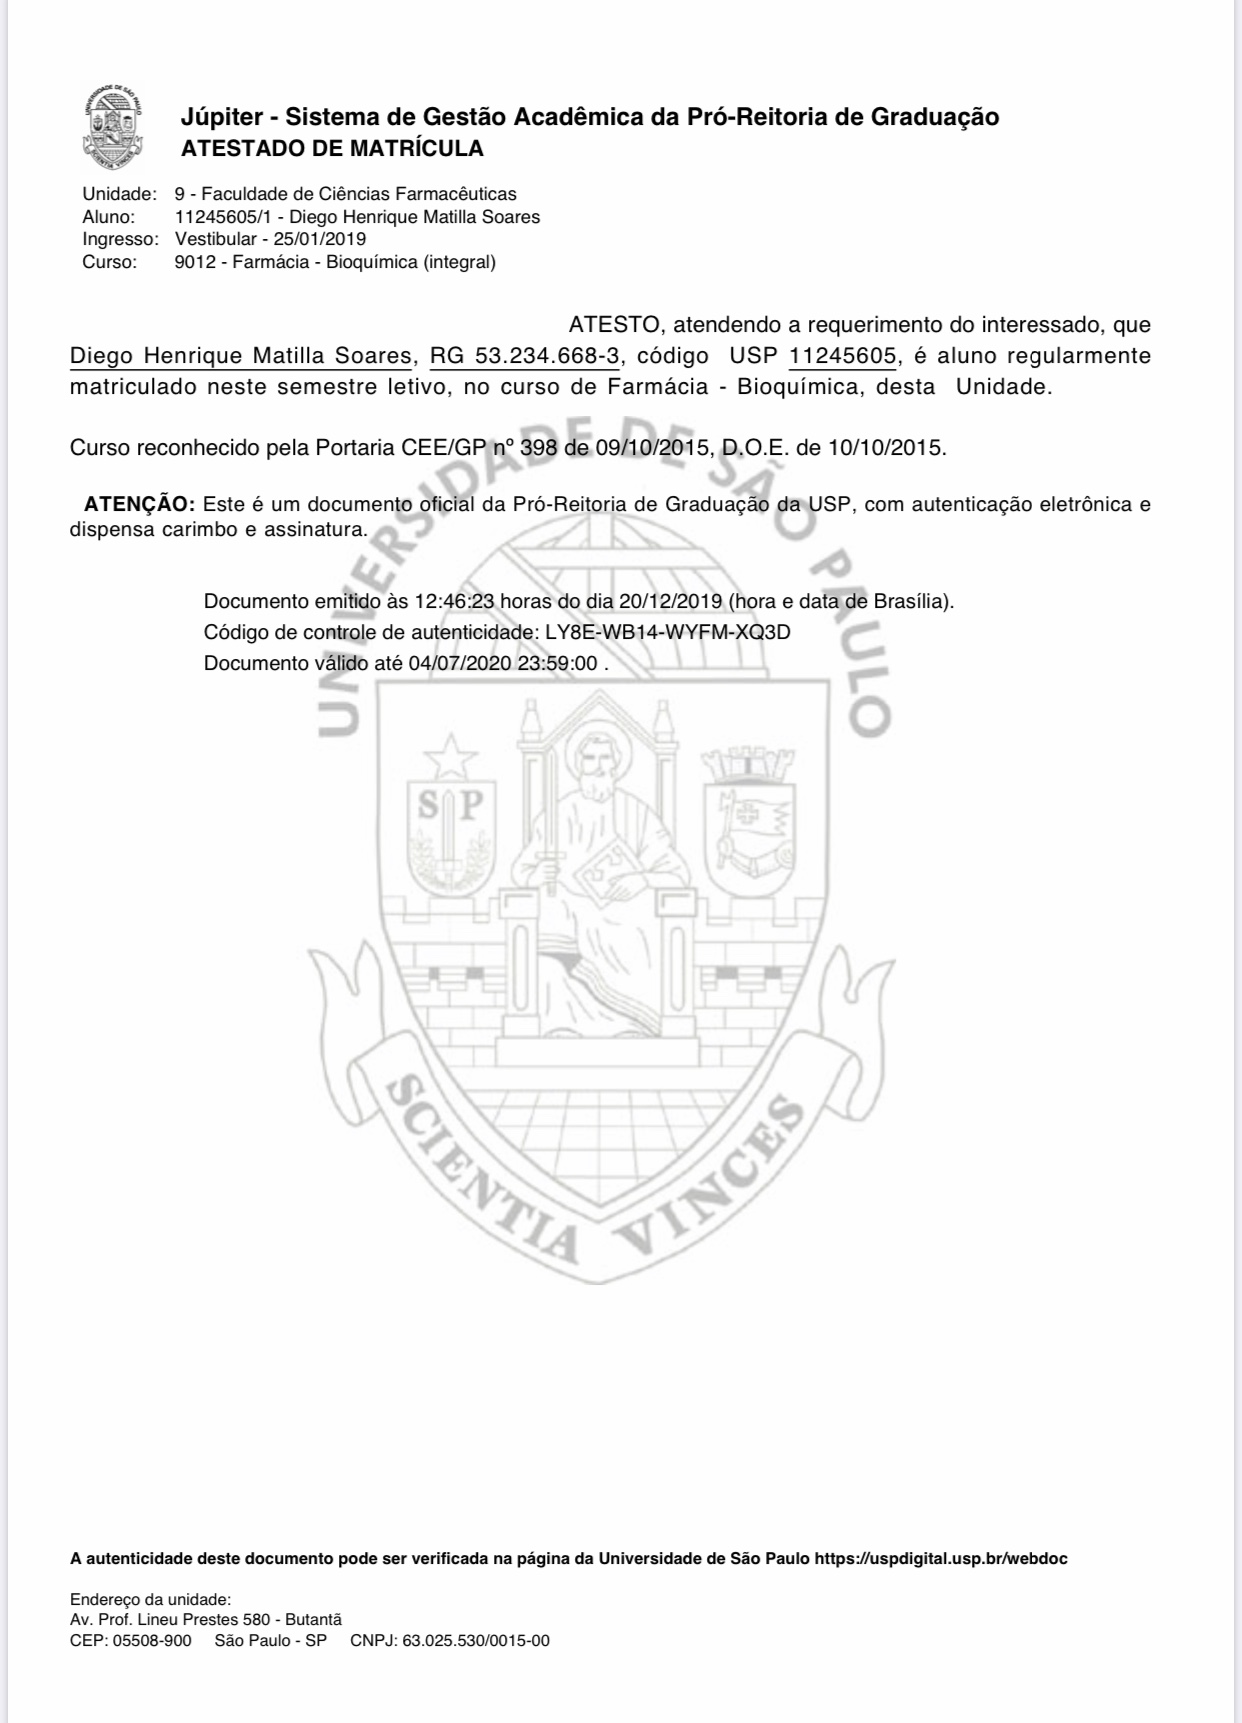 Júpiter - Sistema de Gestão Acadêmica da Pró-Reitoria de Graduação
ATESTADO DE MATRÍCULA
Unidade: 9 - Faculdade de Ciências Farmacêuticas
Aluno: 11245605/1 - Diego Henrique Matilla Soares
Ingresso: Vestibular - 25/01/2019
Curso: 9012 - Farmácia - Bioquímica (integral)
ATESTO, atendendo a requerimento do interessado, que
Diego Henrique Matilla Soares, RG 53.234.668-3, código USP 11245605, é aluno regularmente
matriculado neste semestre letivo, no curso de Farmácia - Bioquímica, desta Unidade.
Curso reconhecido pela Portaria CEE/GP nº 398 de 09/10/2015, D.O.E. de 10/10/2015.
ATENÇÃO: Este é um documento oficial da Pró-Reitoria de Graduação da USP, com autenticação eletrônica e
dispensa carimbo e assinatura.
Documento emitido às 12:46:23 horas do dia 20/12/2019 (hora e data de Brasília).
Código de controle de autenticidade: LY8E-WB14-WYFM-XQ3D
Documento válido até 04/07/2020 23:59:00 .
UNIVERSIDADE DE SÃO PAULO
S P
SCIENTIA VINCES
A autenticidade deste documento pode ser verificada na página da Universidade de São Paulo https://uspdigital.usp.br/webdoc
Endereço da unidade:
Av. Prof. Lineu Prestes 580 - Butantã
CEP: 05508-900 São Paulo - SP CNPJ: 63.025.530/0015-00